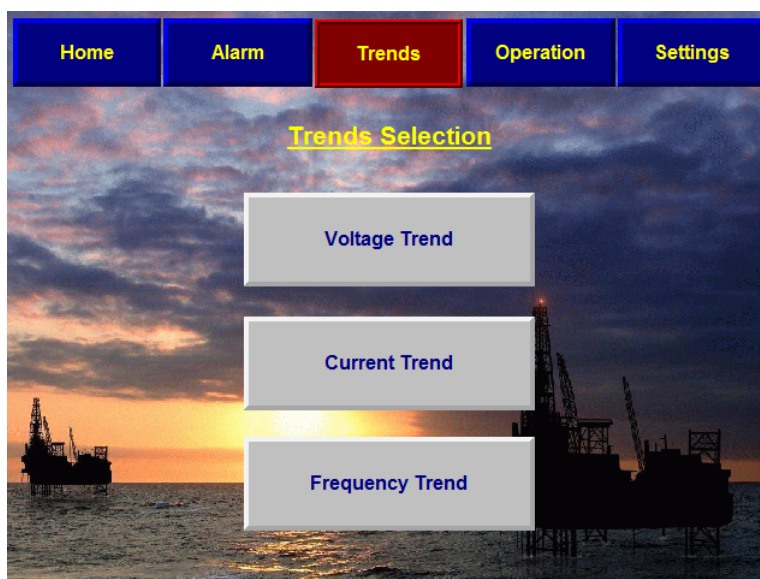 Home
Alarm
Trends
Operation
Settings
Trends Selection
Voltage Trend
Current Trend
Frequency Trend